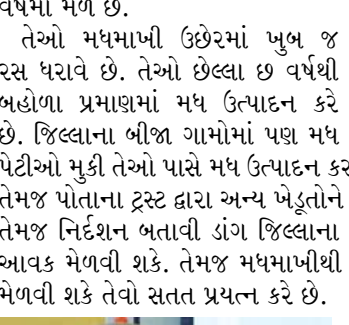 વર્ષમાં મળે છે.
તેઓ મધમાખી ઉછેરમાં ખુબ જ
રસ ધરાવે છે. તેઓ છેલ્લા છ વર્ષથી
બહોળા પ્રમાણમાં મધ ઉત્પાદન કરે
છે. જિલ્લાના બીજા ગામોમાં પણ મધ
પેટીઓ મુકી તેઓ પાસે મધ ઉત્પાદન કર
તેમજ પોતાના ટ્રસ્ટ દ્વારા અન્ય ખેડૂતોને
તેમજ નિર્દશન બતાવી ડાંગ જિલ્લાના
આવક મેળવી શકે. તેમજ મધમાખીથી
મેળવી શકે તેવો સતત પ્રયત્ન કરે છે.